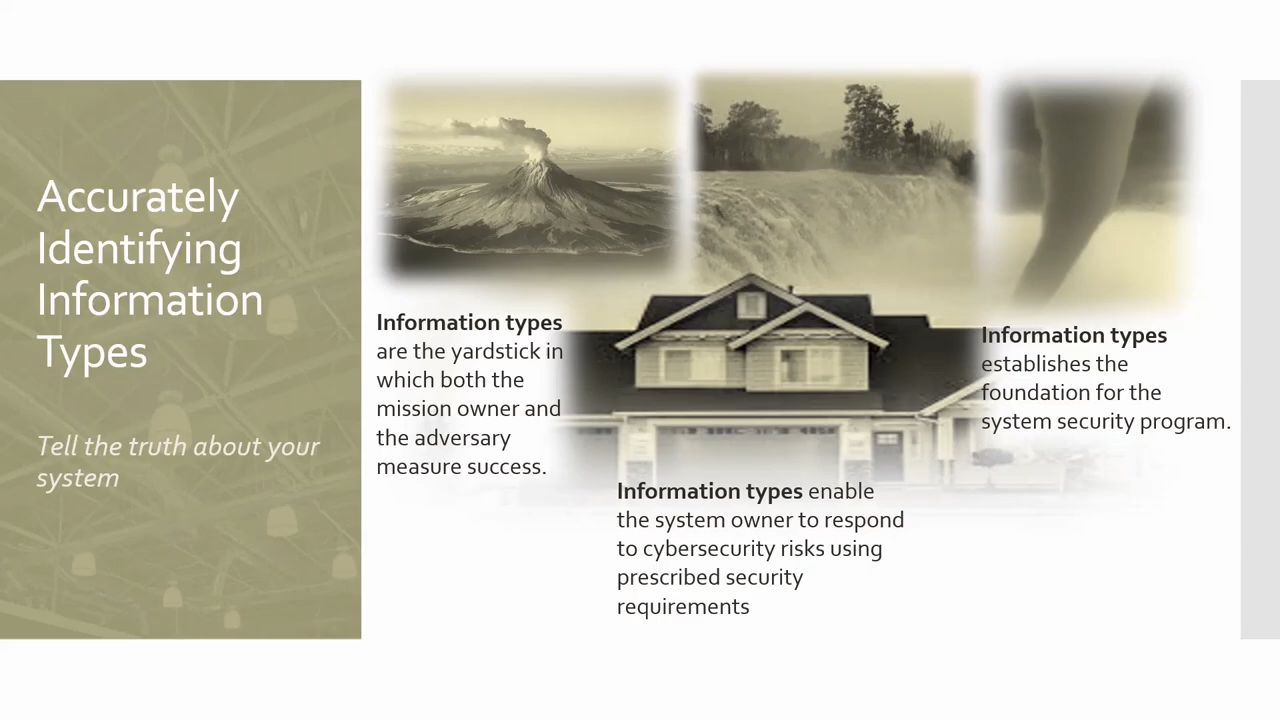 Accurately
Identifying
Information
Types
Tell the truth about your
system
Information types
are the yardstick in
which both the
mission owner and
the adversary
measure success.
Information types enable
the system owner to respond
to cybersecurity risks using
prescribed security
requirements
Information types
establishes the
foundation for the
system security program.